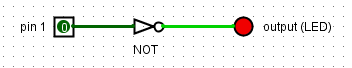 pin 1
0
output (LED)
NOT